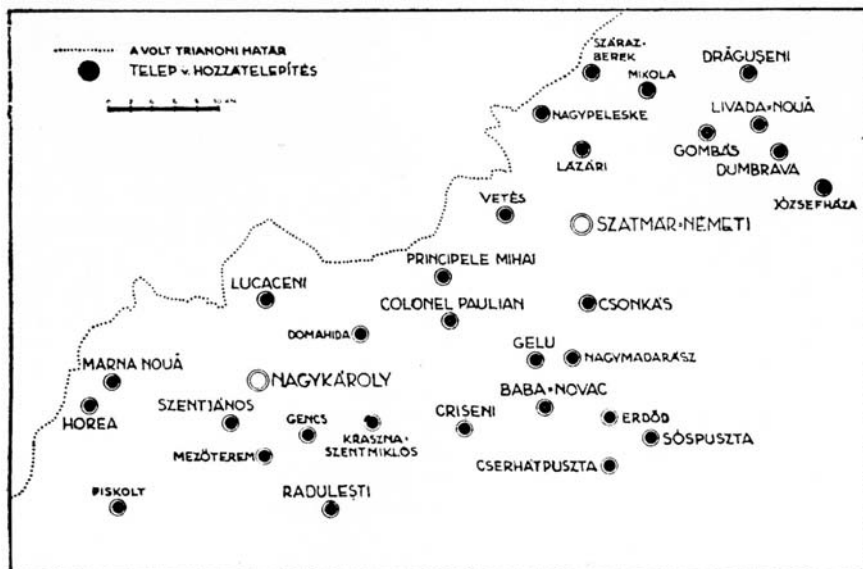 A VOLT TRIANONI HATÁR
TELEP v. HOZZÁTELEPÍTÉS
SZÁRAZ-
BEREK
MIKOLA
DRĂGUŞENI
NAGYPELESKE
LIVADA-NOUĂ
GOMBÁS
DUMBRAVA
LÁZÁRI
JÓZSEFHÁZA
VETÉS
SZATMÁR-NÉMETI
PRINCIPELE MIHAI
LUCACENI
COLONEL PAULIAN
CSONKÁS
DOMAHIDA
GELU
NAGYMADARÁSZ
MARNA NOUĂ
NAGYKÁROLY
BABA-NOVAC
HOREA
SZENTJÁNOS
GENCS
KRASZNA-
SZENTMIKLÓS
CRISENI
ERDŐD
SÓSPUSZTA
MEZŐTEREM
CSERHÁTPUSZTA
PISKOLT
RADULEŞTI